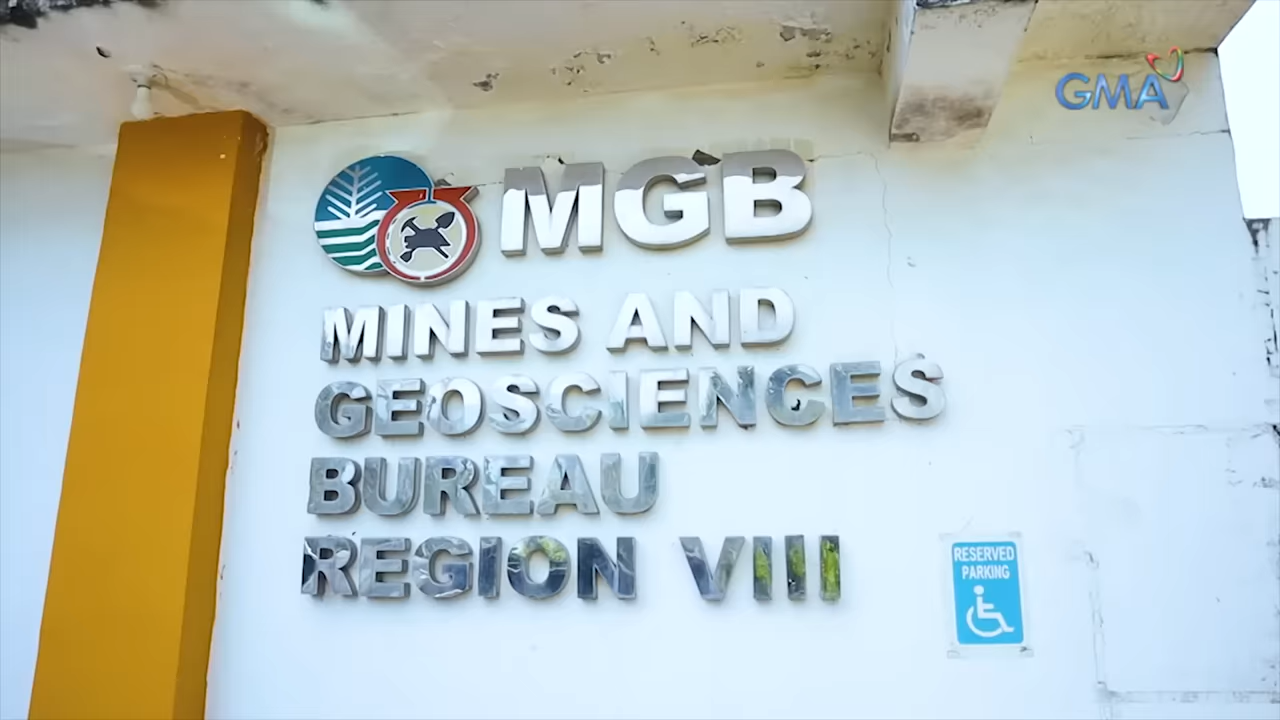 GMA
MGB
MINES AND
GEOSCIENCES
BUREAU
REGION VIII
RESERVED
PARKING